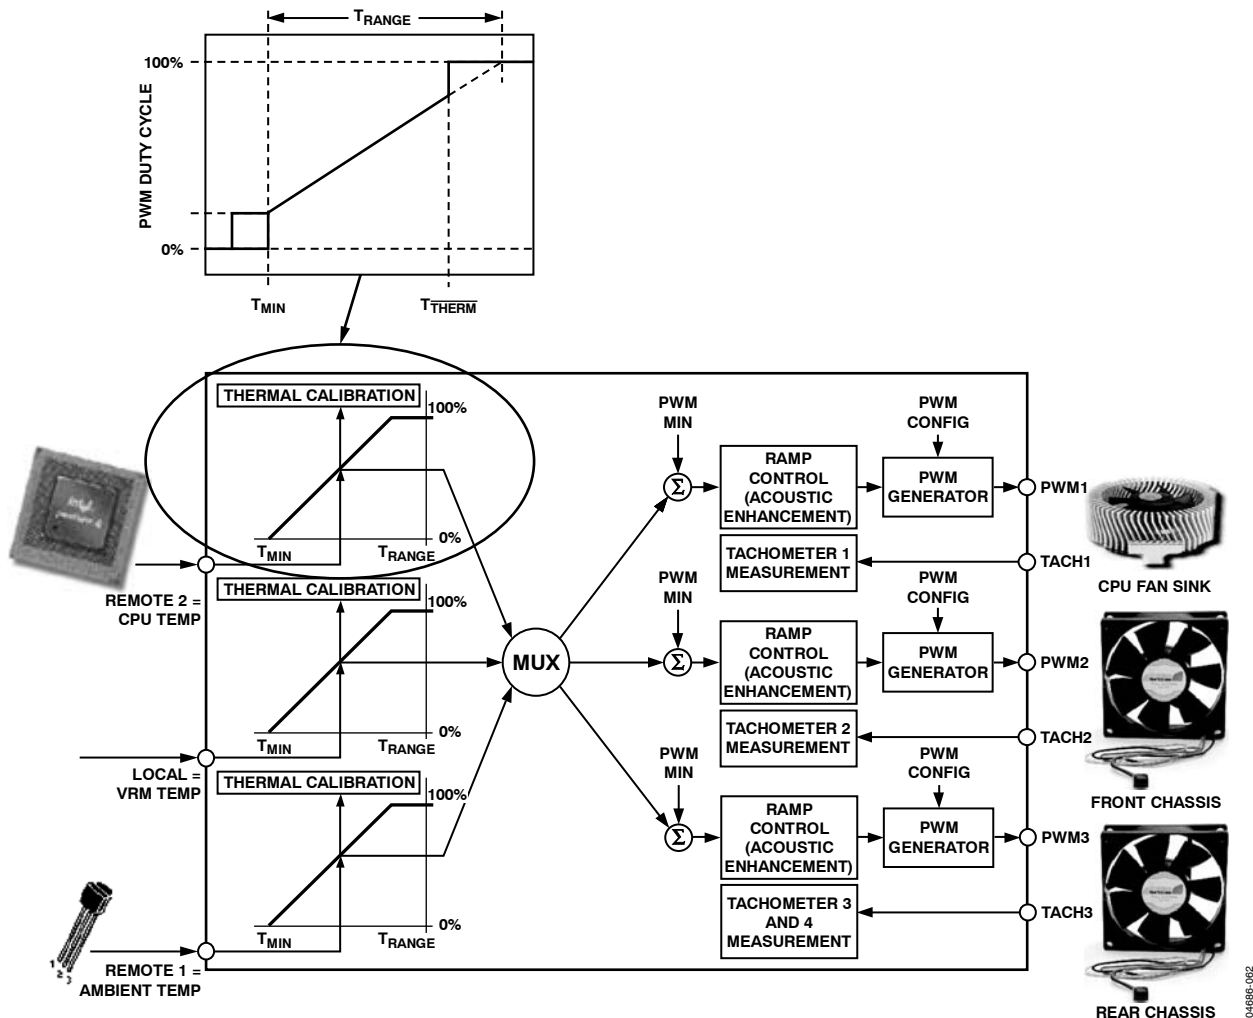 TRANGE
100%
PWM DUTY CYCLE
0%
TMIN
TTHERM
THERMAL CALIBRATION
100%
0%
TMIN
TRANGE
REMOTE 2 =
CPU TEMP
THERMAL CALIBRATION
100%
0%
TMIN
TRANGE
LOCAL =
VRM TEMP
THERMAL CALIBRATION
100%
0%
TMIN
TRANGE
REMOTE 1 =
AMBIENT TEMP
1
2
3
MUX
PWM
MIN
Σ
RAMP
CONTROL
(ACOUSTIC
ENHANCEMENT)
PWM
CONFIG
PWM
GENERATOR
PWM1
TACHOMETER 1
MEASUREMENT
TACH1
CPU FAN SINK
PWM
MIN
Σ
RAMP
CONTROL
(ACOUSTIC
ENHANCEMENT)
PWM
CONFIG
PWM
GENERATOR
PWM2
TACHOMETER 2
MEASUREMENT
TACH2
FRONT CHASSIS
PWM
MIN
Σ
RAMP
CONTROL
(ACOUSTIC
ENHANCEMENT)
PWM
CONFIG
PWM
GENERATOR
PWM3
TACHOMETER 3
AND 4
MEASUREMENT
TACH3
REAR CHASSIS
04686-062